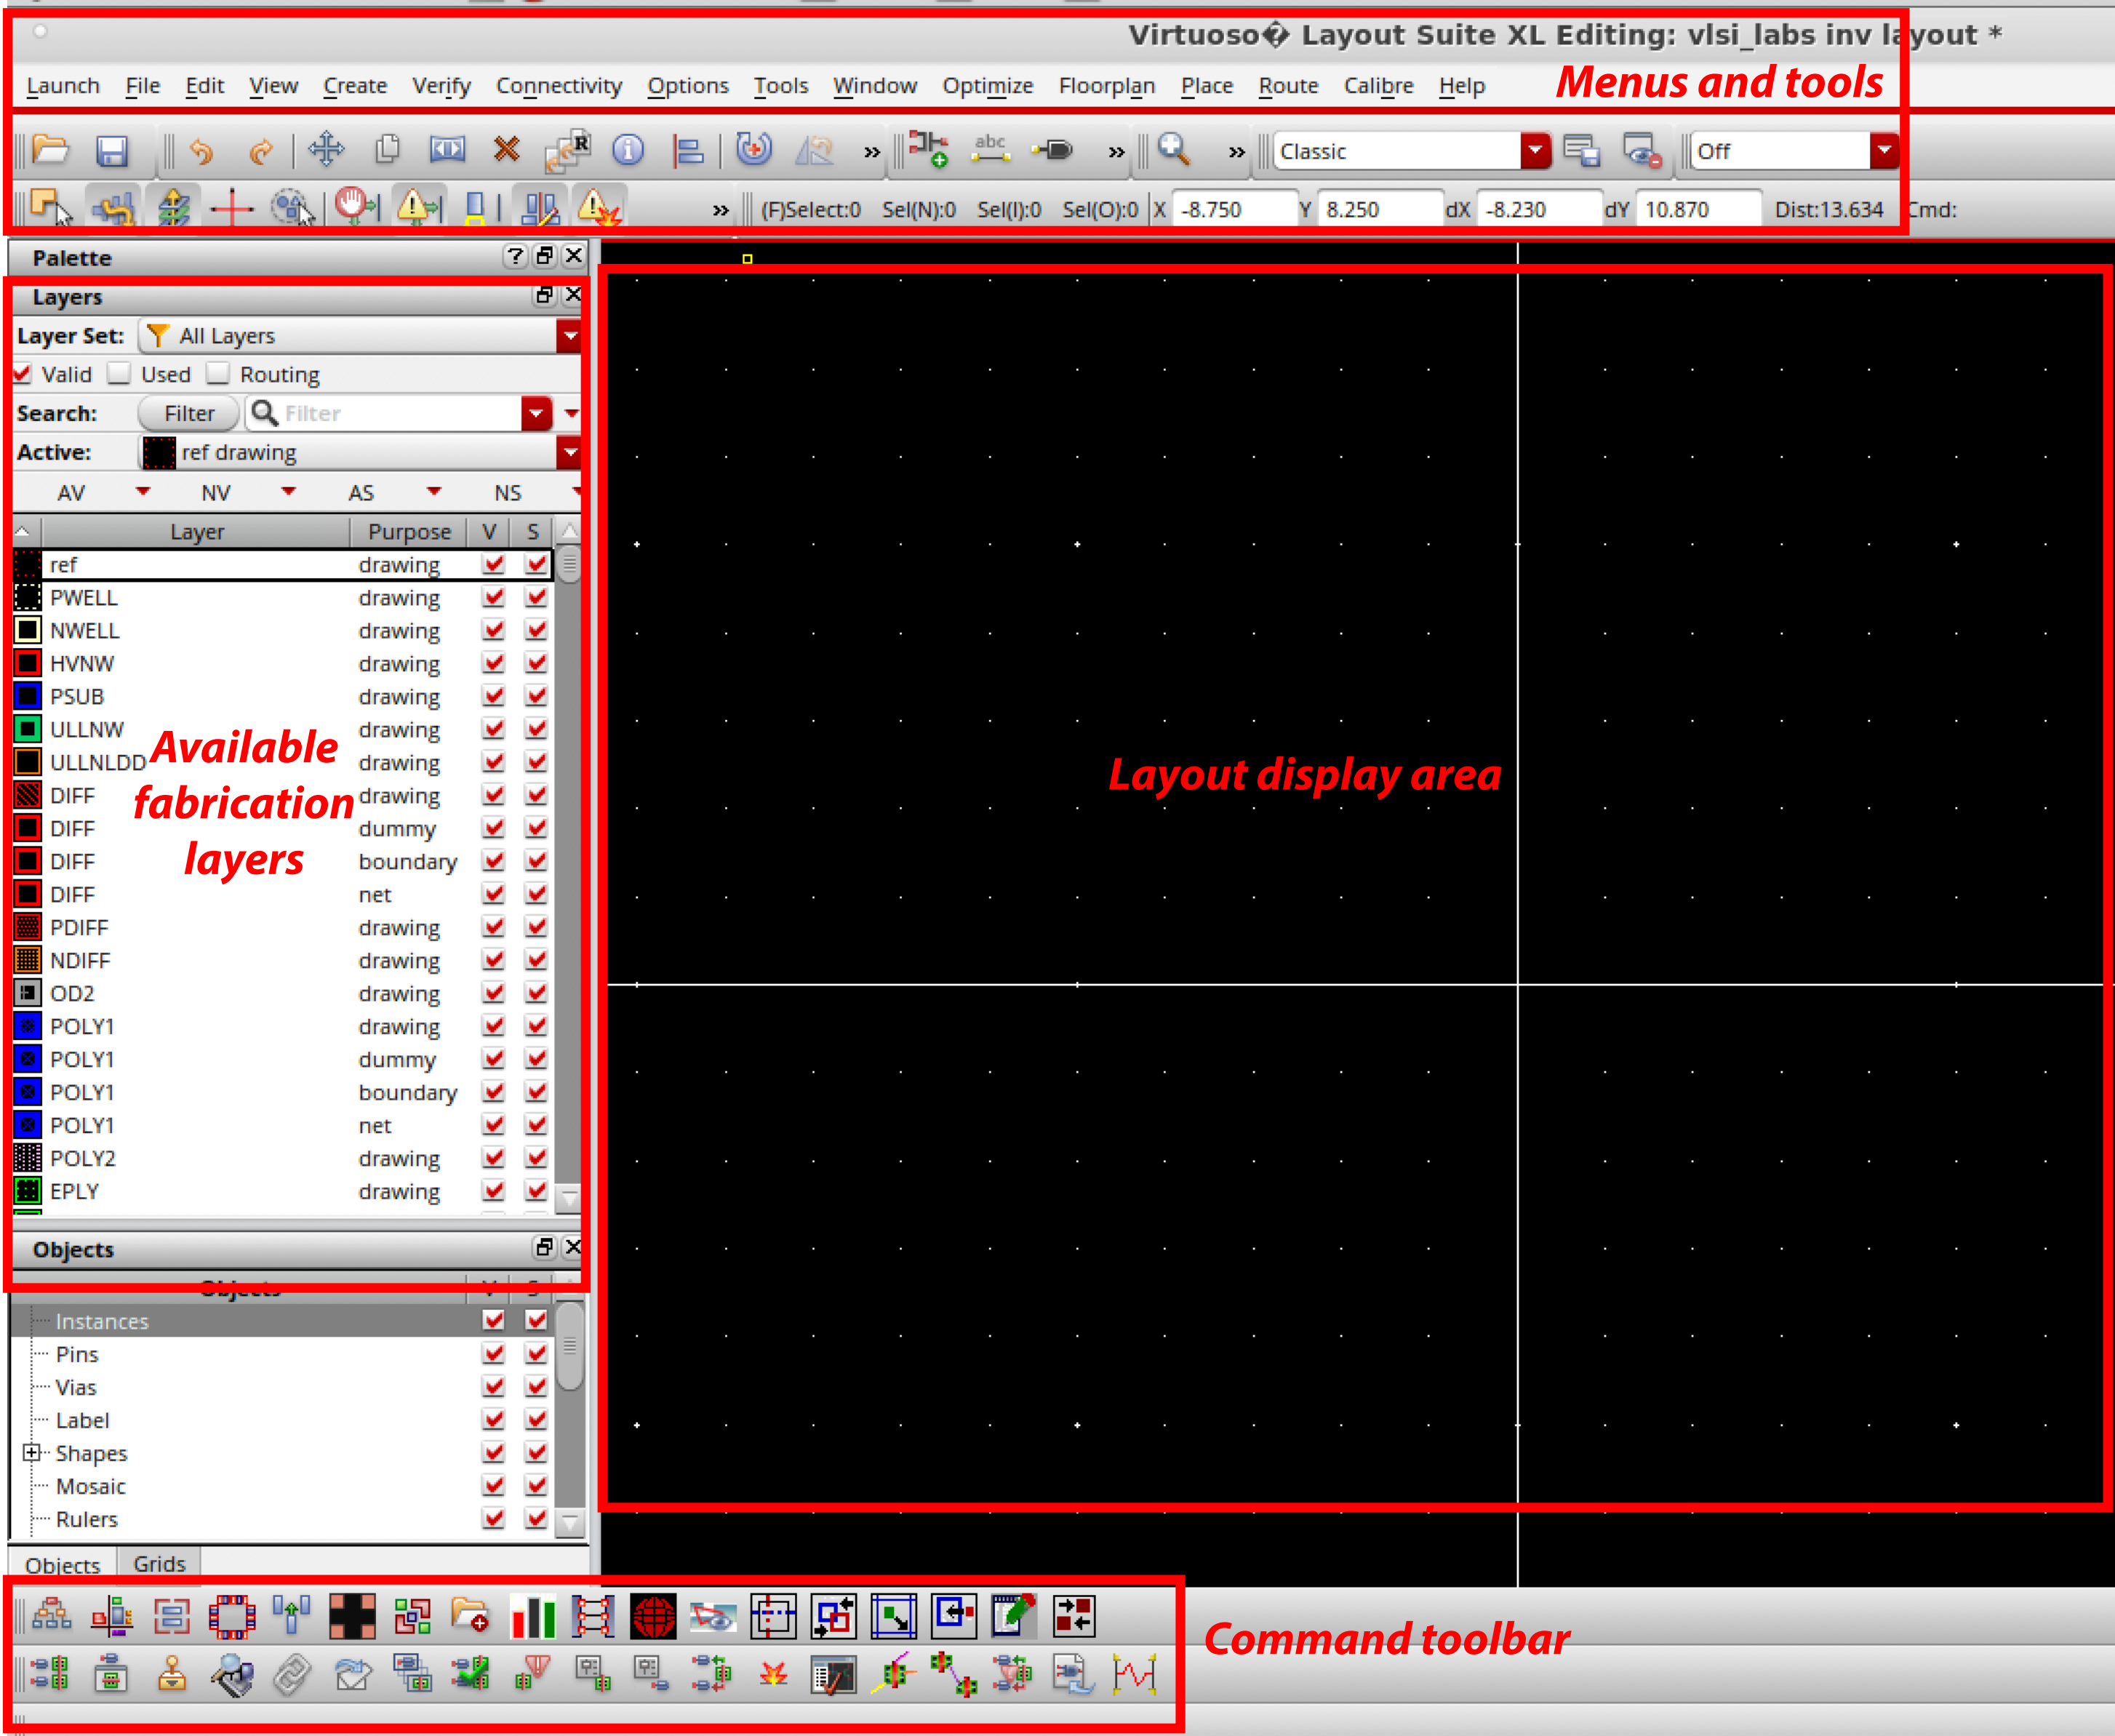 Virtuoso� Layout Suite XL Editing: vlsi_labs inv layout *
Launch File Edit View Create Verify Connectivity Options Tools Window Optimize Floorplan Place Route Calibre Help
Menus and tools
abc R » » » Classic Off
» (F)Select:0 Sel(N):0 Sel(I):0 Sel(O):0 X -8.750 Y 8.250 dX -8.230 dY 10.870 Dist:13.634 Cmd:
Palette
Layers
Layer Set: All Layers
Valid Used Routing
Search: Filter Filter
Active: ref drawing
AV NV AS NS
Layer Purpose V S
ref drawing
PWELL drawing
NWELL drawing
HVNW drawing
PSUB drawing
ULLNW drawing
ULLNLDD drawing
DIFF drawing
DIFF dummy
DIFF boundary
DIFF net
PDIFF drawing
NDIFF drawing
OD2 drawing
POLY1 drawing
POLY1 dummy
POLY1 boundary
POLY1 net
POLY2 drawing
EPLY drawing
Available
fabrication
layers
Layout display area
Objects
Objects V S
Instances
Pins
Vias
Label
Shapes
Mosaic
Rulers
Objects Grids
Command toolbar